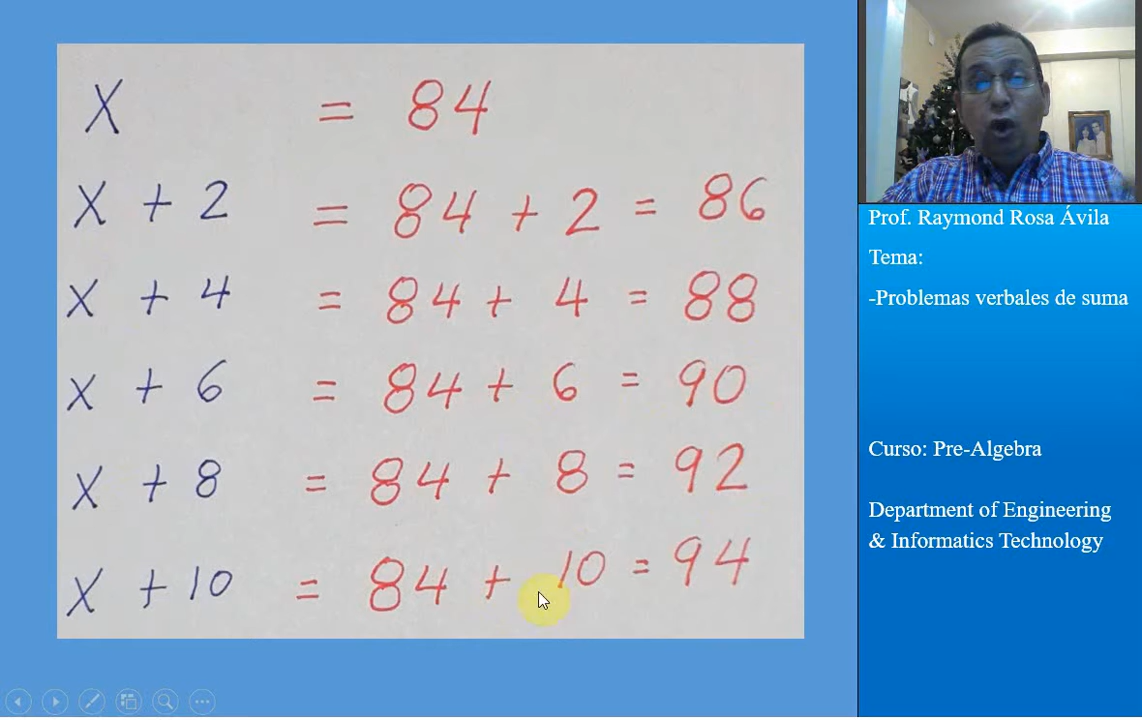 X = 84
X + 2 = 84 + 2 = 86
X + 4 = 84 + 4 = 88
X + 6 = 84 + 6 = 90
X + 8 = 84 + 8 = 92
X + 10 = 84 + 10 = 94
Prof. Raymond Rosa Ávila
Tema:
-Problemas verbales de suma
Curso: Pre-Algebra
Department of Engineering
& Informatics Technology